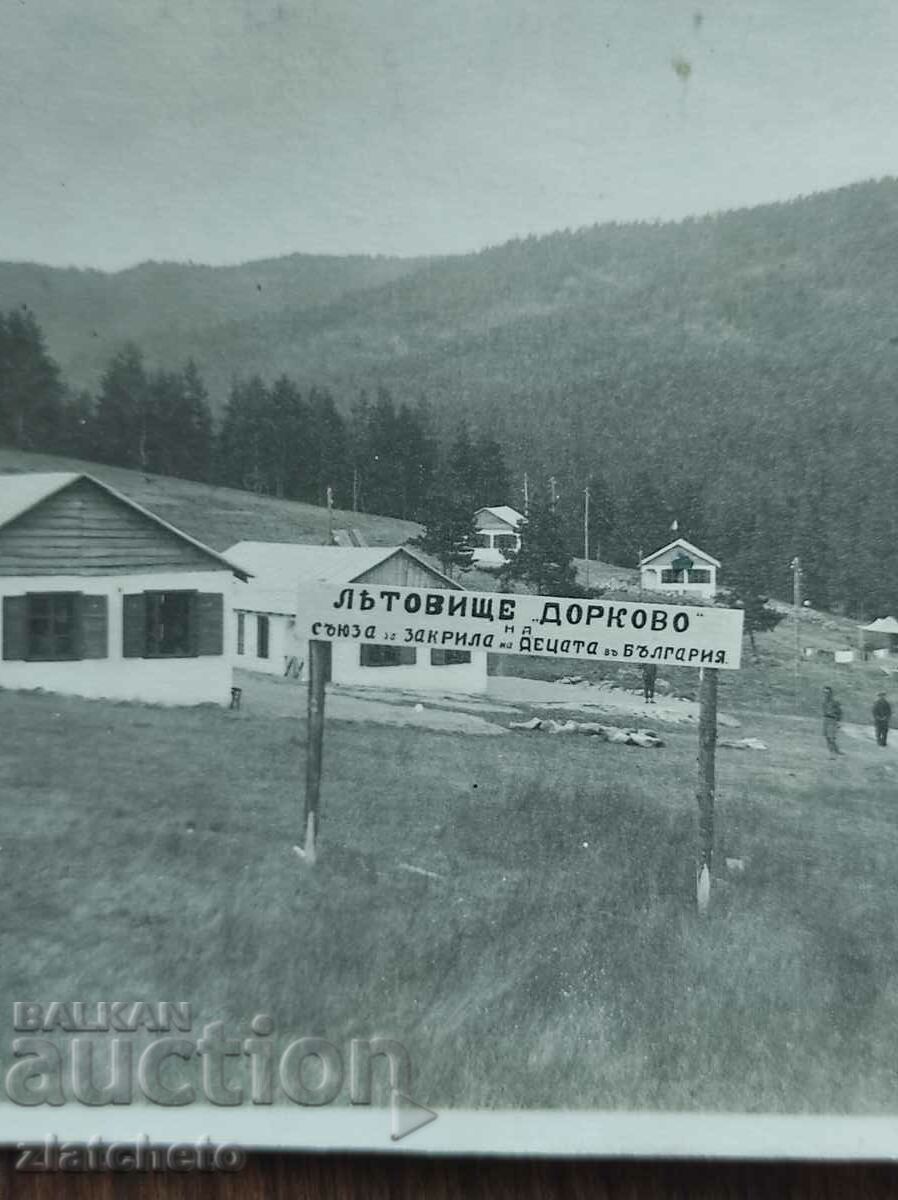 ЛѢТОВИЩЕ „ДОРКОВО"
НА
СЪЮЗА за ЗАКРИЛА на ДЕЦАТА въ БЪЛГАРИЯ.
BALKAN
auction
zlatcheto